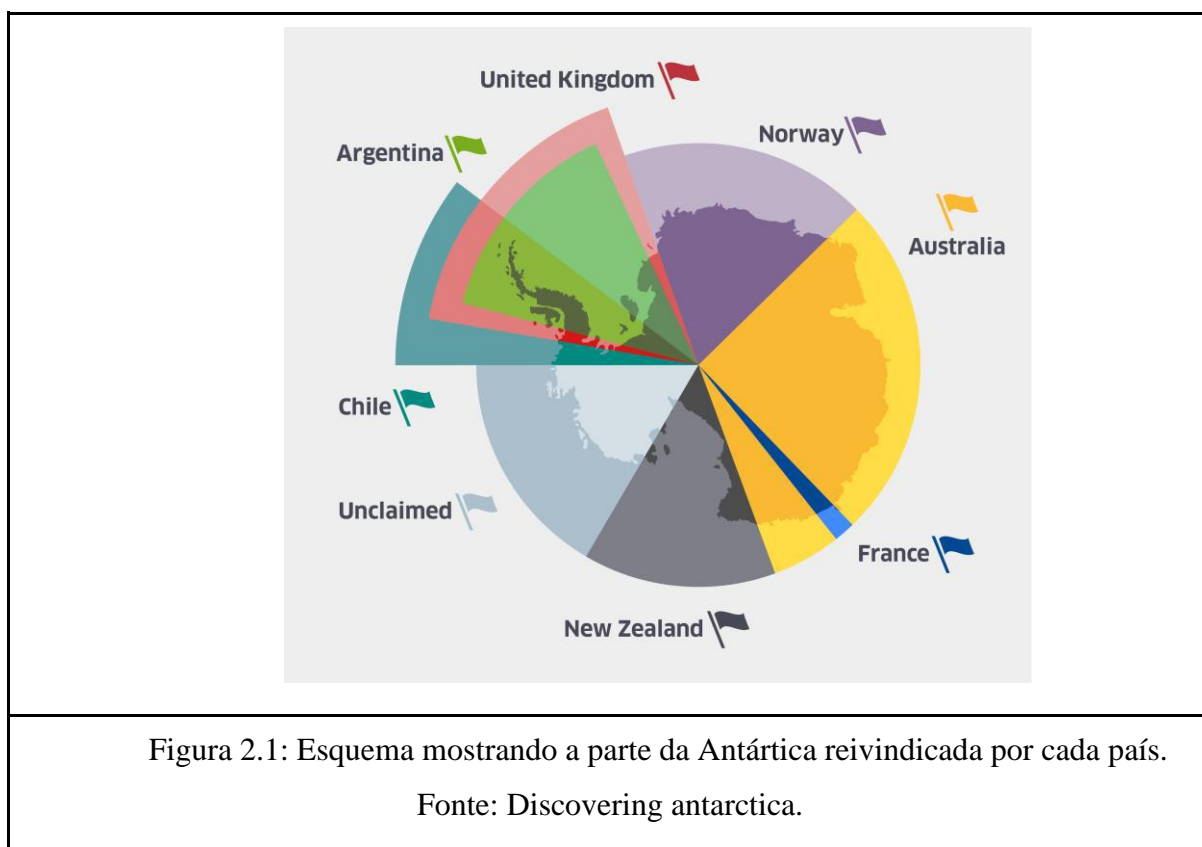 United Kingdom
Norway
Argentina
Australia
Chile
Unclaimed
France
New Zealand
Figura 2.1: Esquema mostrando a parte da Antártica reivindicada por cada país.
Fonte: Discovering antarctica.